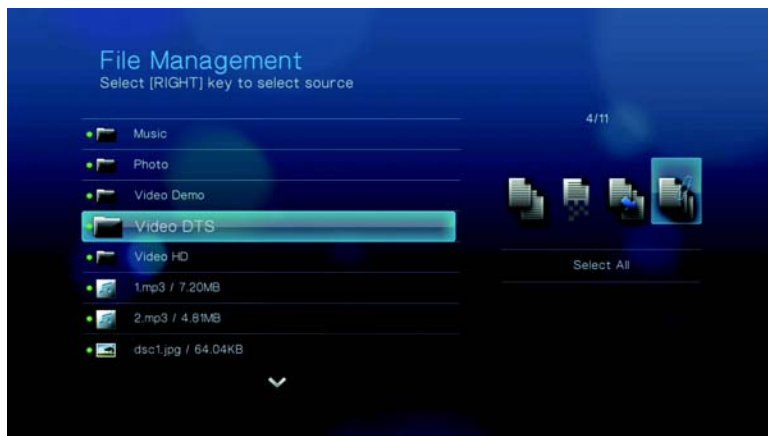 File Management
Select [RIGHT] key to select source
4/11
Music
Photo
Video Demo
Video DTS
Video HD
Select All
1.mp3 / 7.20MB
2.mp3 / 4.81MB
dsc1.jpg / 64.04KB